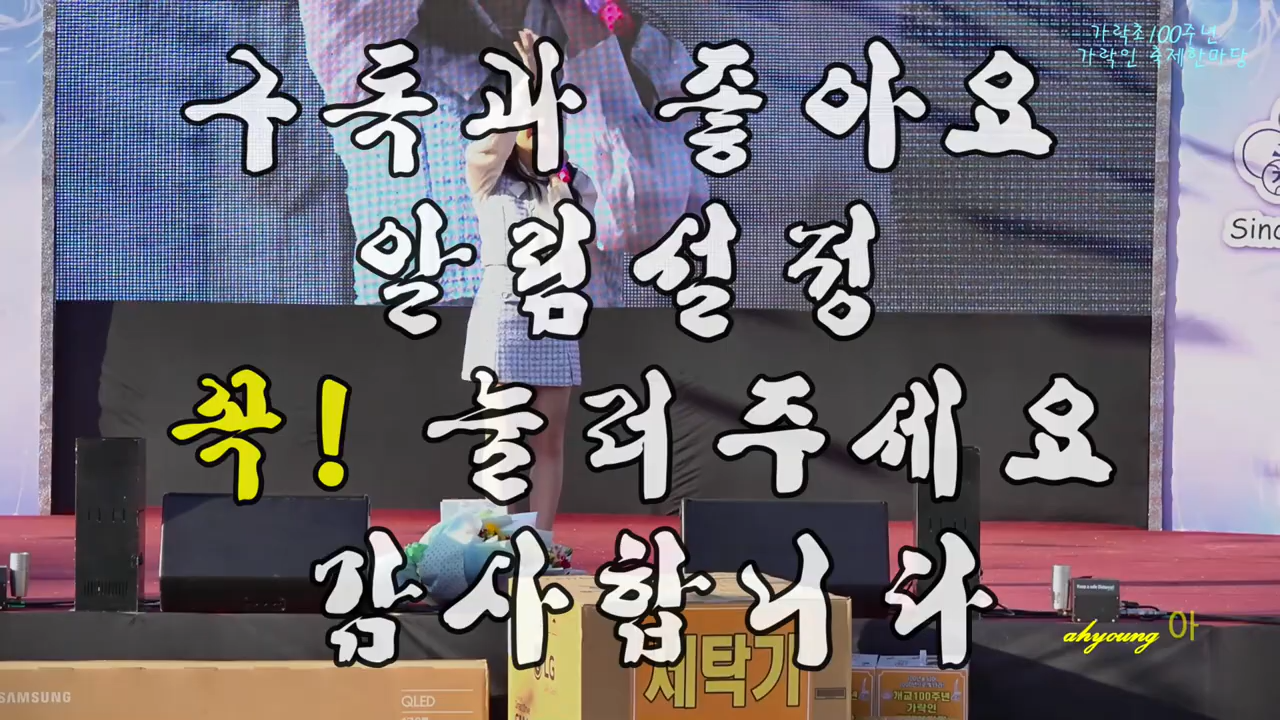 가락초100주년
가락인 축제한마당
구독과 좋아요
알림설정
꼭! 눌러주세요
감사합니다
Sinc
ahyoung 아
SAMSUNG
QLED
LG
세탁기
개교100주년
가락인